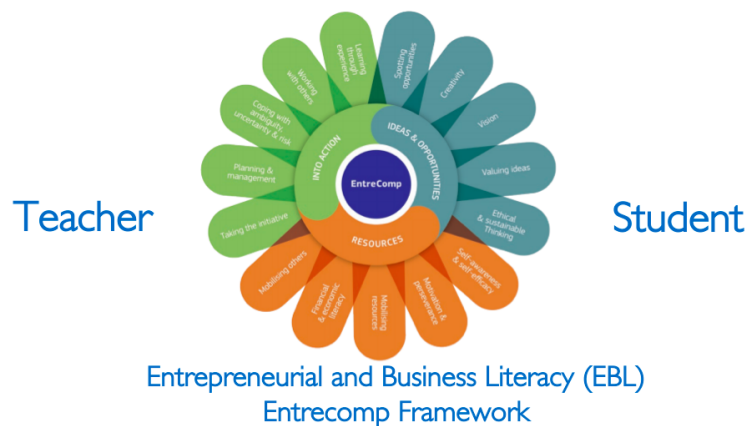 Teacher
Student
EntreComp
IDEAS & OPPORTUNITIES
Spotting
opportunities
Creativity
Vision
Valuing ideas
Ethical
& sustainable
Thinking
RESOURCES
Self-awareness
& self-efficacy
Motivation &
perseverance
Mobilising
resources
Financial
& economic
literacy
Mobilising others
INTO ACTION
Taking the initiative
Planning &
management
Coping with
ambiguity,
uncertainty & risk
Working
with others
Learning
through
experience
Entrepreneurial and Business Literacy (EBL)
Entrecomp Framework